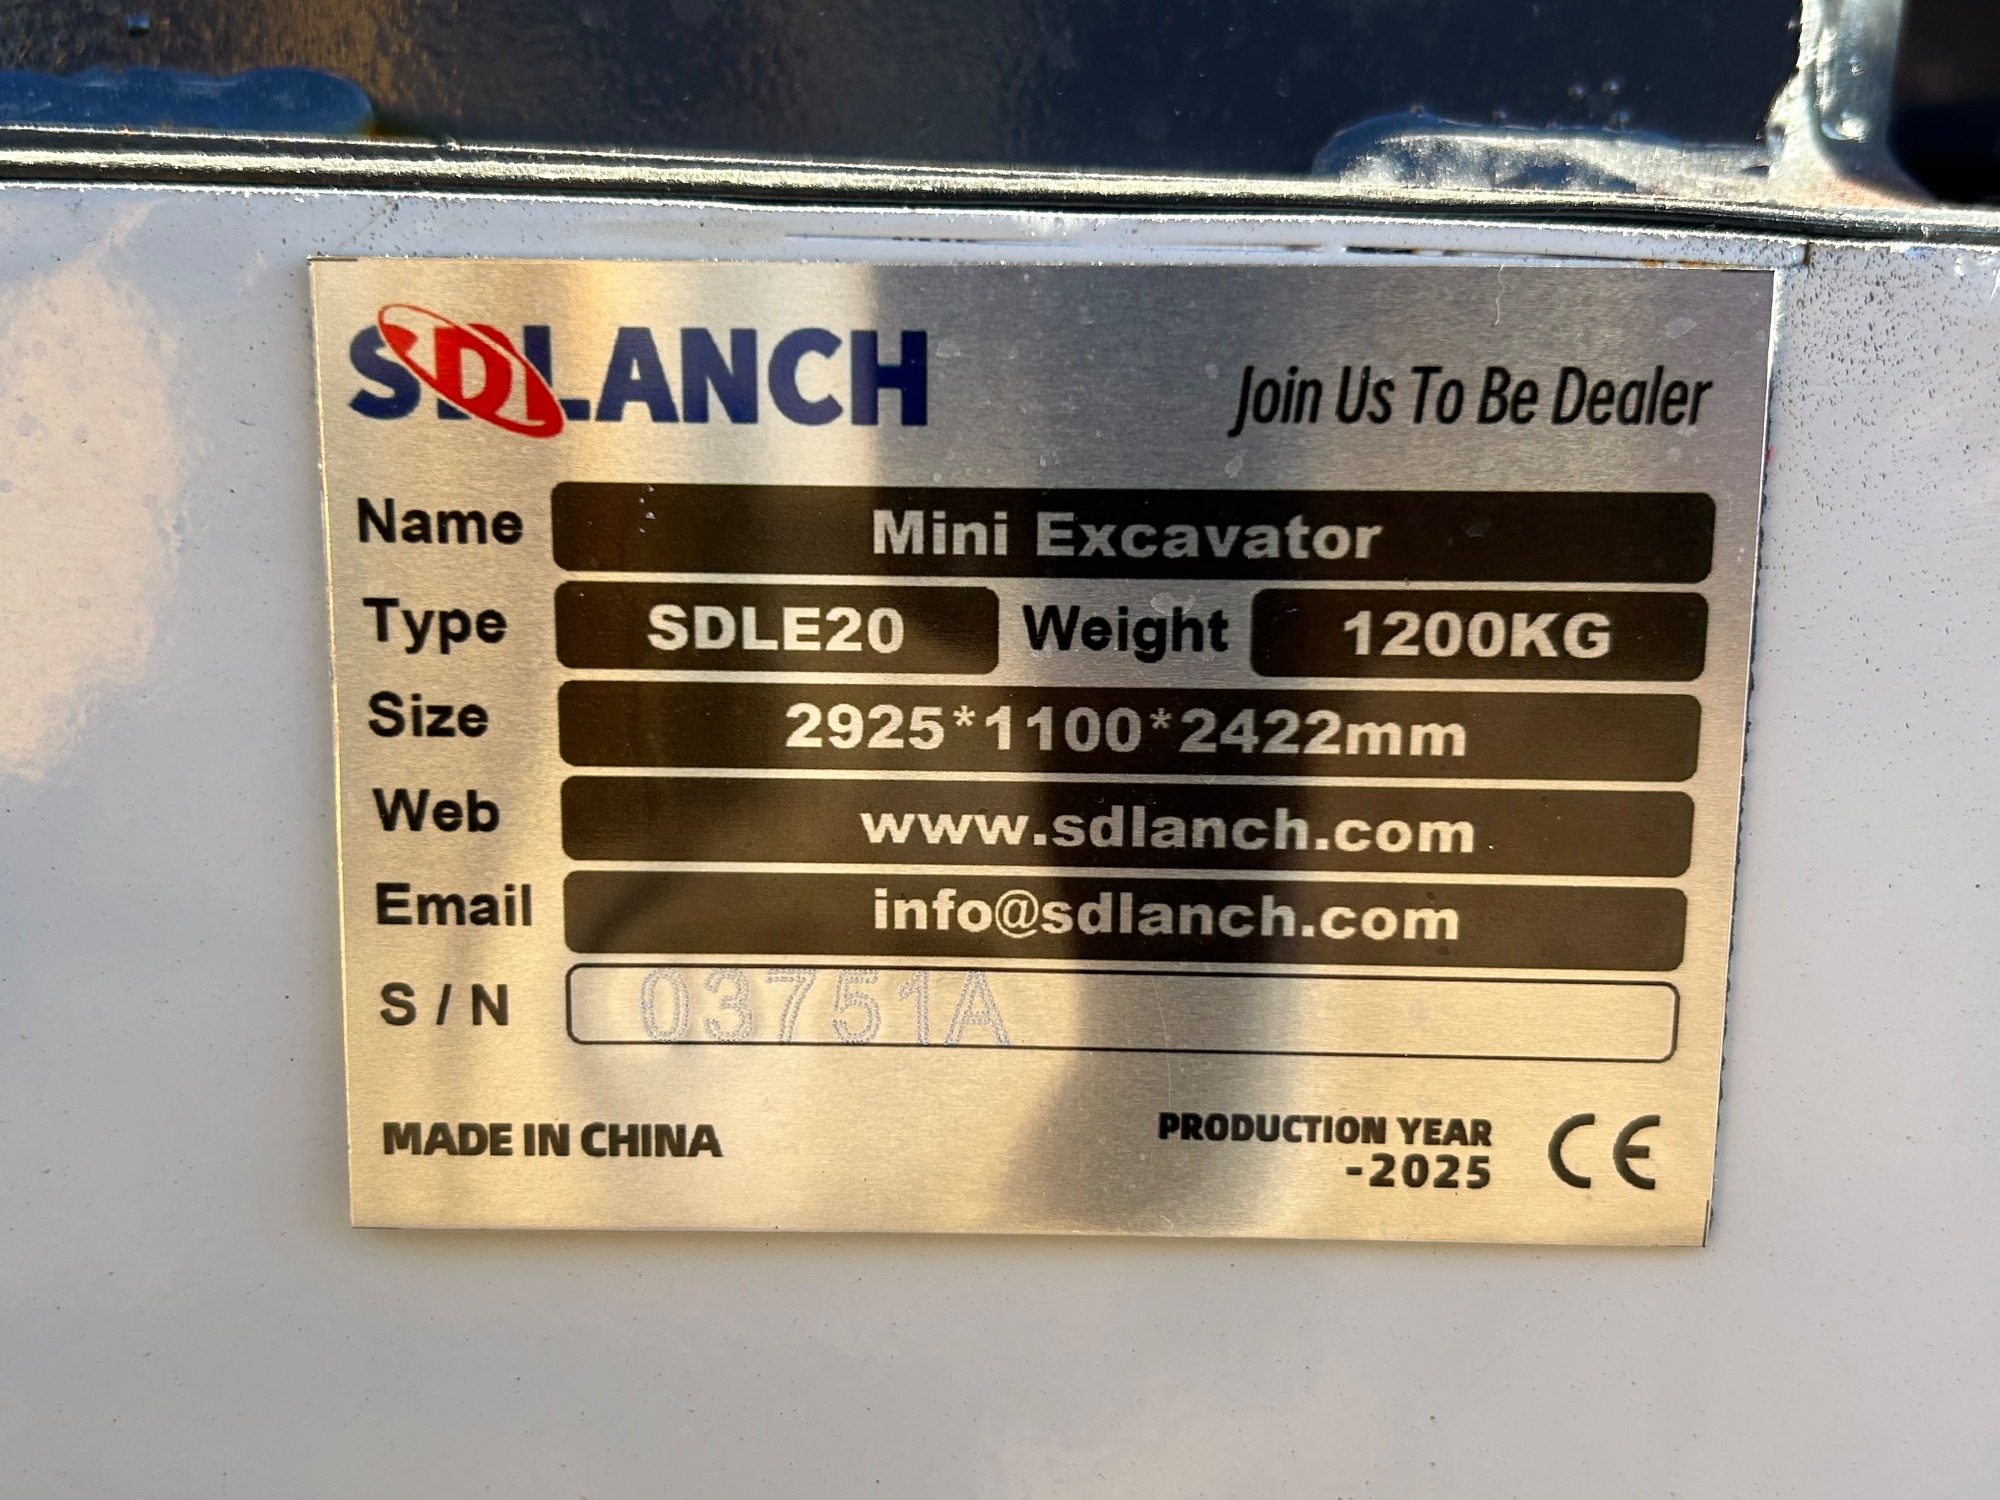 SDLANCH
Join Us To Be Dealer
Name Mini Excavator
Type SDLE20 Weight 1200KG
Size 2925*1100*2422mm
Web www.sdlanch.com
Email info@sdlanch.com
S / N 03751A
MADE IN CHINA
PRODUCTION YEAR
-2025
CE